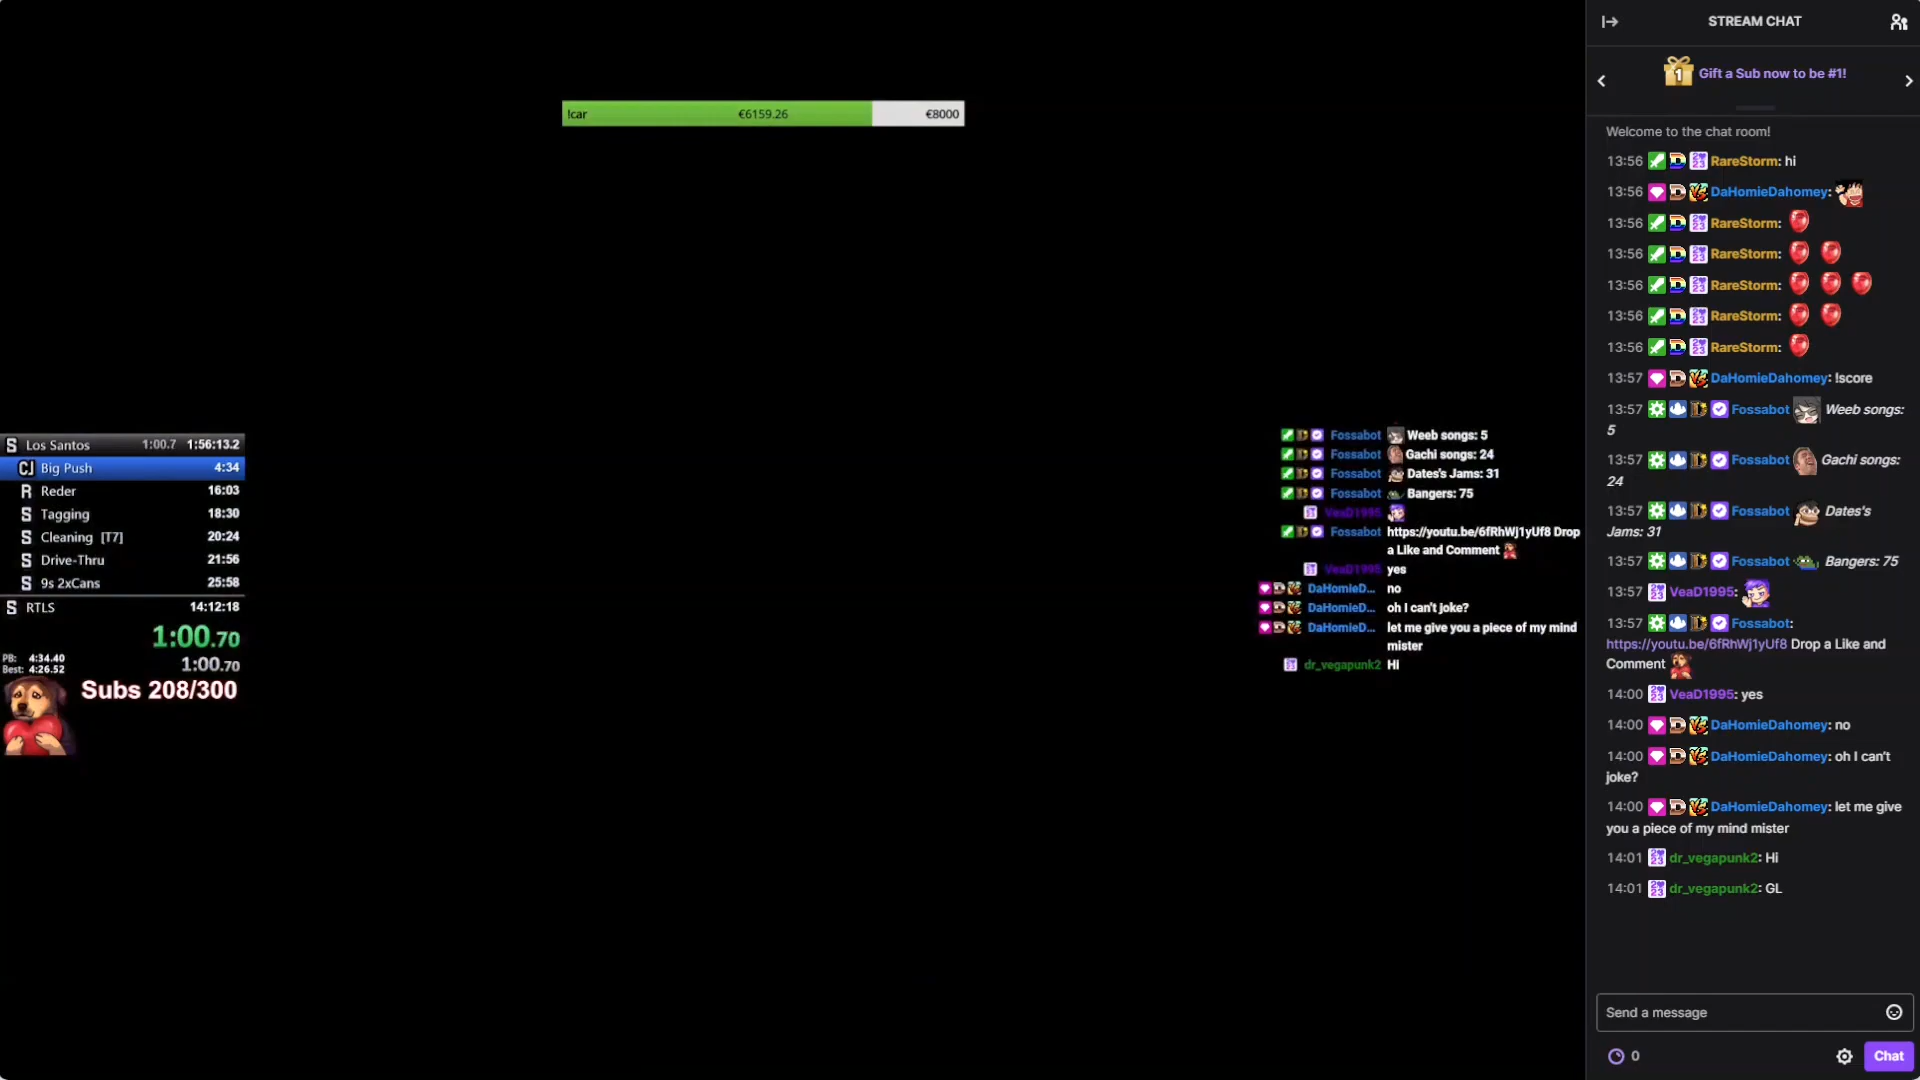 !car €6159.26 €8000
Los Santos 1:00.7 1:56:13.2
CJ Big Push 4:34
R Reder 16:03
S Tagging 18:30
S Cleaning [T7] 20:24
S Drive-Thru 21:56
S 9s 2xCans 25:58
S RTLS 14:12:18
1:00.70
PB: 4:34.40
Best: 4:26.52
1:00.70
Subs 208/300
Fossabot Weeb songs: 5
Fossabot Gachi songs: 24
Fossabot Dates's Jams: 31
Fossabot Bangers: 75
VeaD1995
Fossabot https://youtu.be/6fRhWj1yUf8 Drop
a Like and Comment
VeaD1995 yes
DaHomieD... no
DaHomieD... oh I can't joke?
DaHomieD... let me give you a piece of my mind
mister
dr_vegapunk2 Hi
STREAM CHAT
1 Gift a Sub now to be #1!
Welcome to the chat room!
13:56 RareStorm: hi
13:56 DaHomieDahomey:
13:56 RareStorm:
13:56 RareStorm:
13:56 RareStorm:
13:56 RareStorm:
13:56 RareStorm:
13:57 DaHomieDahomey: !score
13:57 Fossabot Weeb songs:
5
13:57 Fossabot Gachi songs:
24
13:57 Fossabot Dates's
Jams: 31
13:57 Fossabot Bangers: 75
13:57 VeaD1995:
13:57 Fossabot:
https://youtu.be/6fRhWj1yUf8 Drop a Like and
Comment
14:00 VeaD1995: yes
14:00 DaHomieDahomey: no
14:00 DaHomieDahomey: oh I can't
joke?
14:00 DaHomieDahomey: let me give
you a piece of my mind mister
14:01 dr_vegapunk2: Hi
14:01 dr_vegapunk2: GL
Send a message
0
Chat